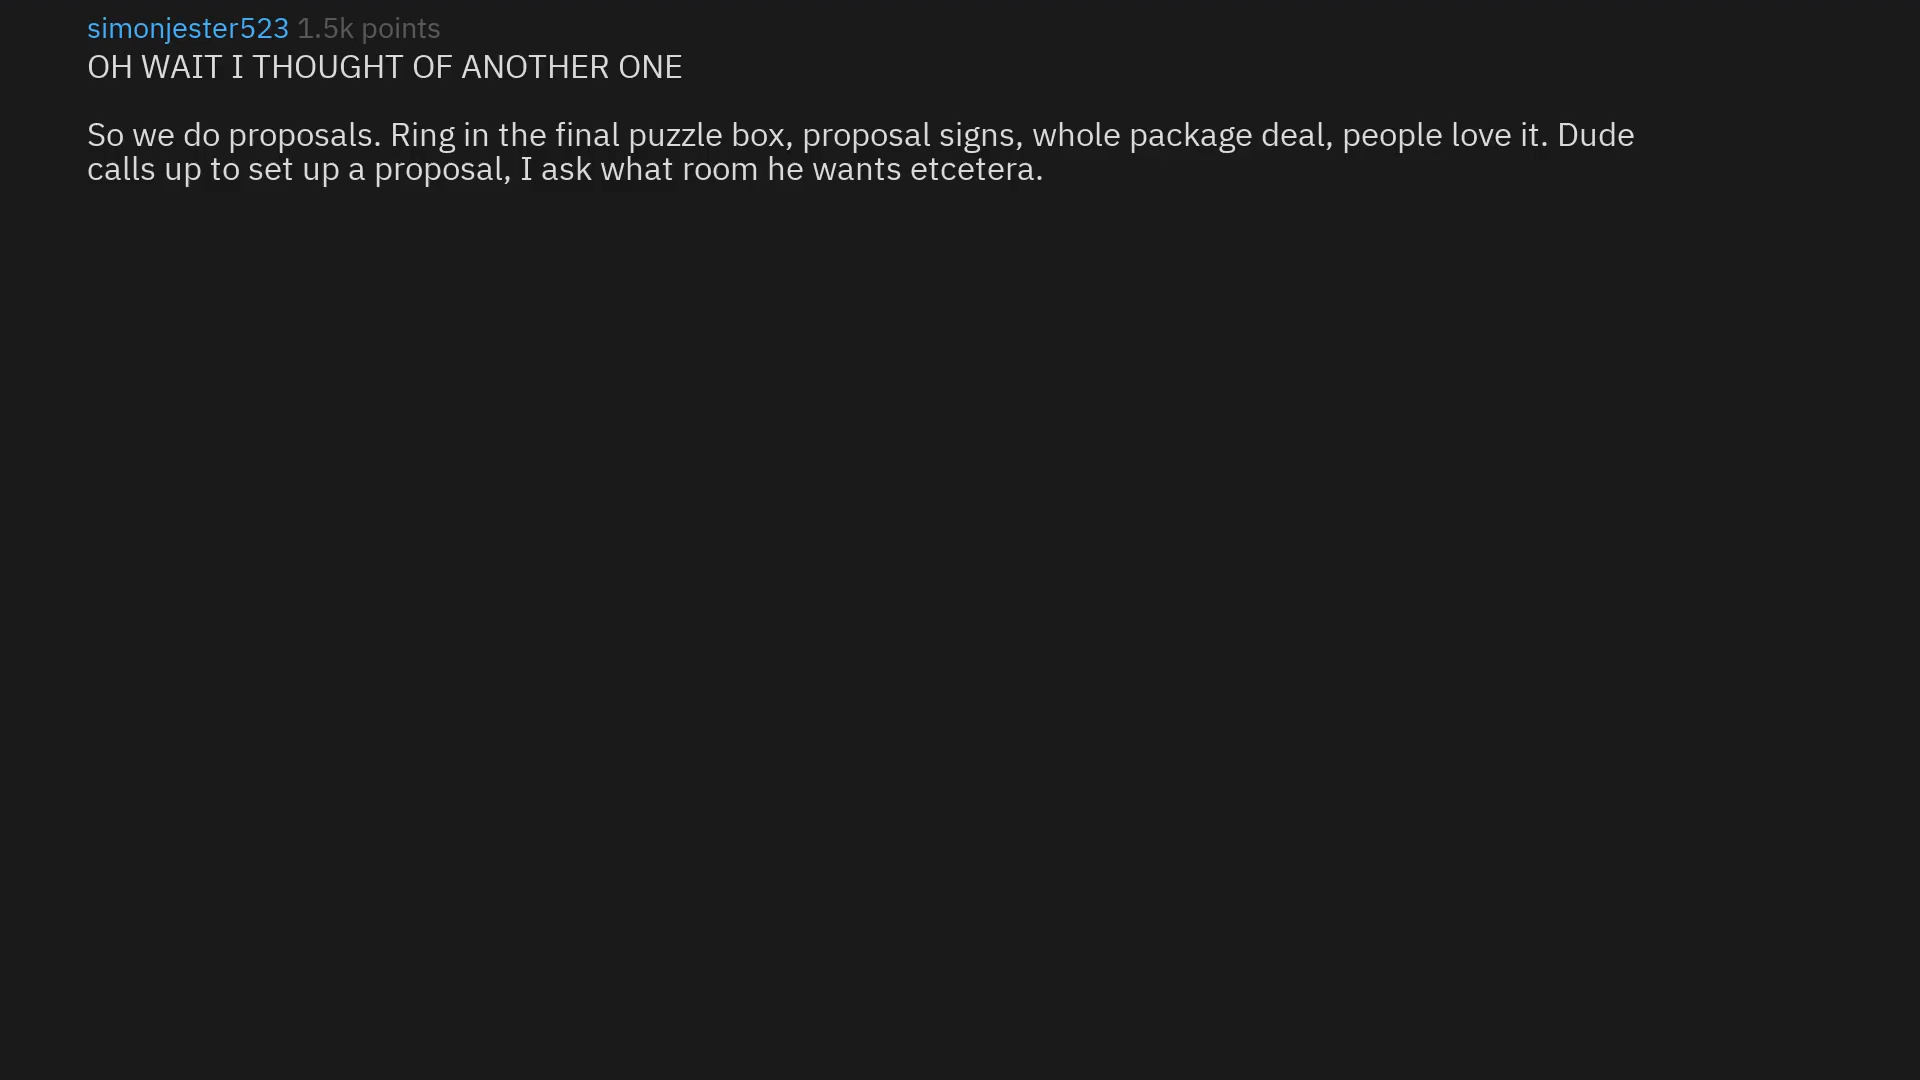 simonjester523 1.5k points
OH WAIT I THOUGHT OF ANOTHER ONE
So we do proposals. Ring in the final puzzle box, proposal signs, whole package deal, people love it. Dude
calls up to set up a proposal, I ask what room he wants etcetera.